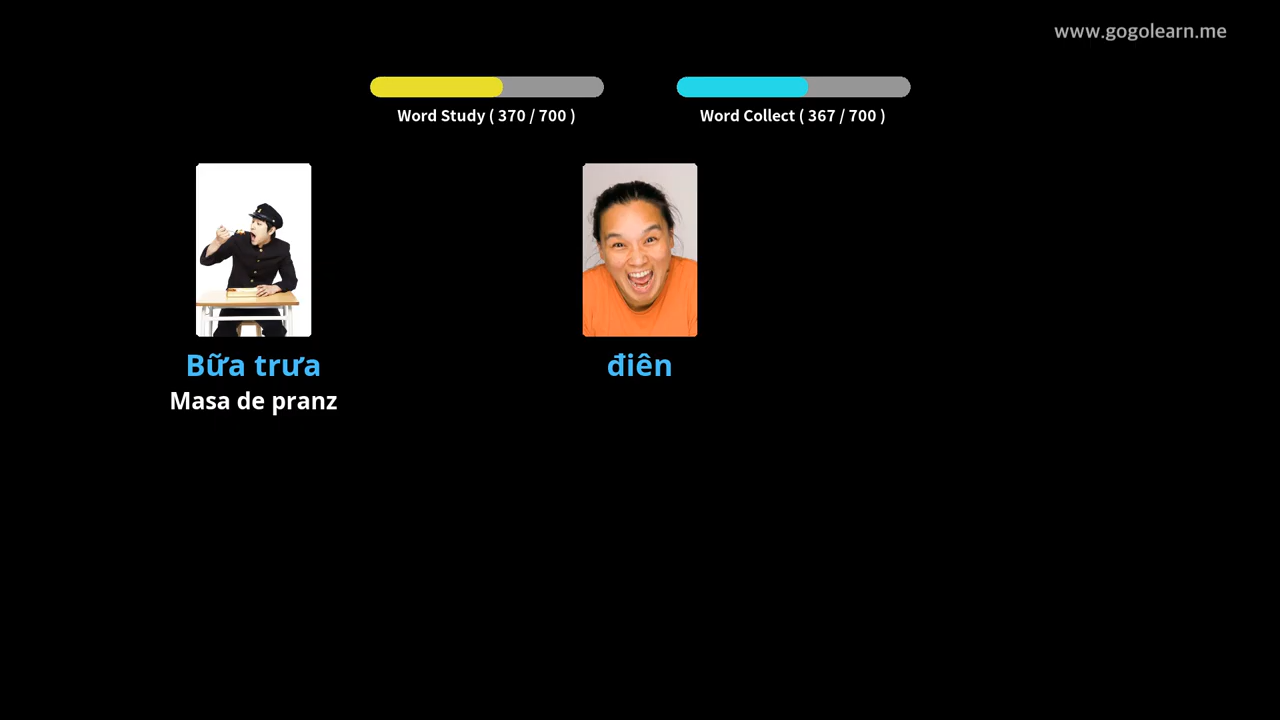 www.gogolearn.me
Word Study ( 370 / 700 )
Word Collect ( 367 / 700 )
Bữa trưa
Masa de pranz
điên